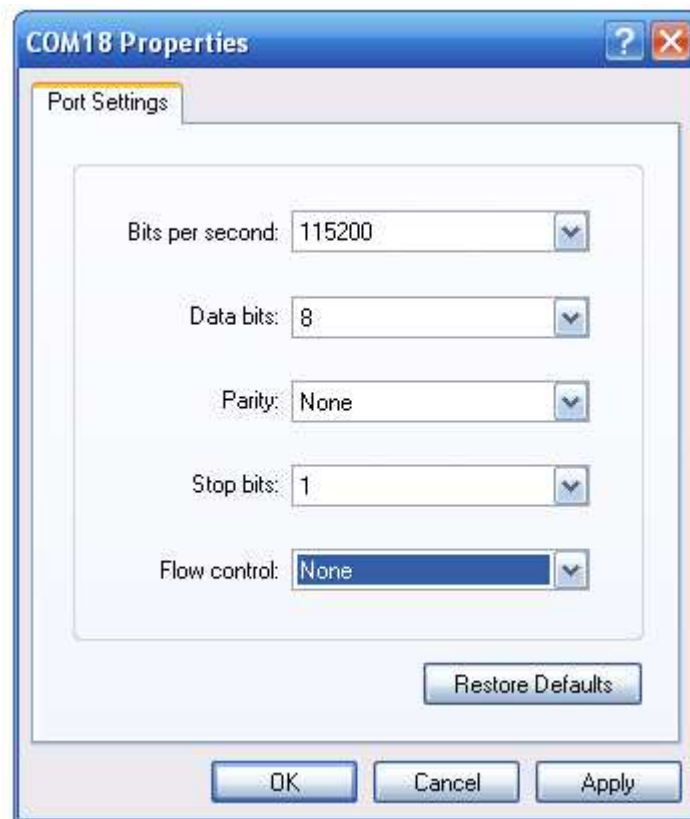 COM18 Properties
Port Settings
Bits per second: 115200
Data bits: 8
Parity: None
Stop bits: 1
Flow control: None
Restore Defaults
OK Cancel Apply